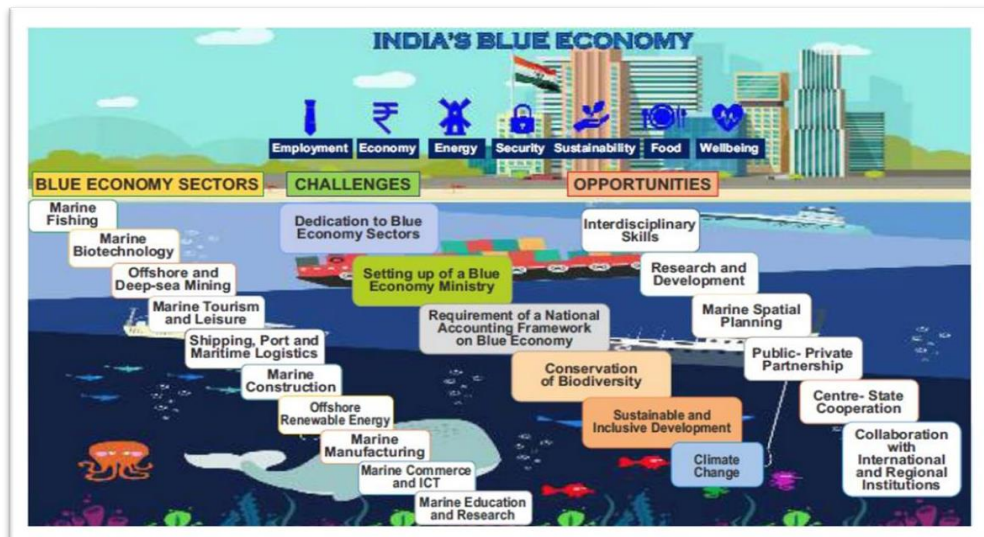 INDIA'S BLUE ECONOMY
Employment
Economy
Energy
Security
Sustainability
Food
Wellbeing
BLUE ECONOMY SECTORS
Marine
Fishing
Marine
Biotechnology
Offshore and
Deep-sea Mining
Marine Tourism
and Leisure
Shipping, Port and
Maritime Logistics
Marine
Construction
Offshore
Renewable Energy
Marine
Manufacturing
Marine Commerce
and ICT
Marine Education
and Research
CHALLENGES
Dedication to Blue
Economy Sectors
Setting up of a Blue
Economy Ministry
Requirement of a National
Accounting Framework
on Blue Economy
Conservation
of Biodiversity
Sustainable and
Inclusive Development
Climate
Change
OPPORTUNITIES
Interdisciplinary
Skills
Research and
Development
Marine Spatial
Planning
Public- Private
Partnership
Centre- State
Cooperation
Collaboration
with
International
and Regional
Institutions